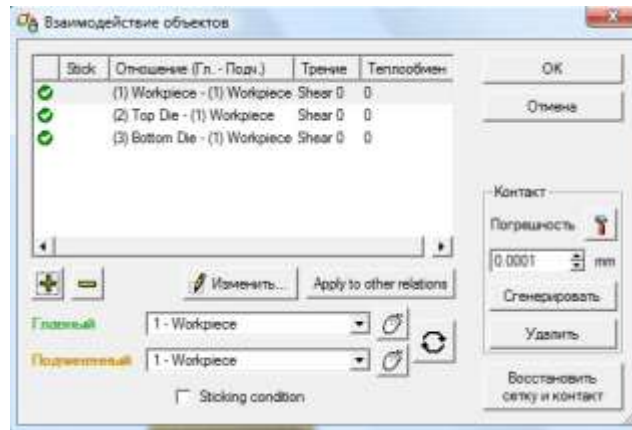 Взаимодействие объектов
Stick Отношение (Гл. - Подч.) Трение Теплообмен
(1) Workpiece - (1) Workpiece Shear 0 0
(2) Top Die - (1) Workpiece Shear 0 0
(3) Bottom Die - (1) Workpiece Shear 0 0
OK
Отмена
Контакт
Погрешность
0.0001 mm
Сгенерировать
Удалить
Восстановить
сетку и контакт
Изменить...
Apply to other relations
Главный
1 - Workpiece
Подчиненный
1 - Workpiece
Sticking condition